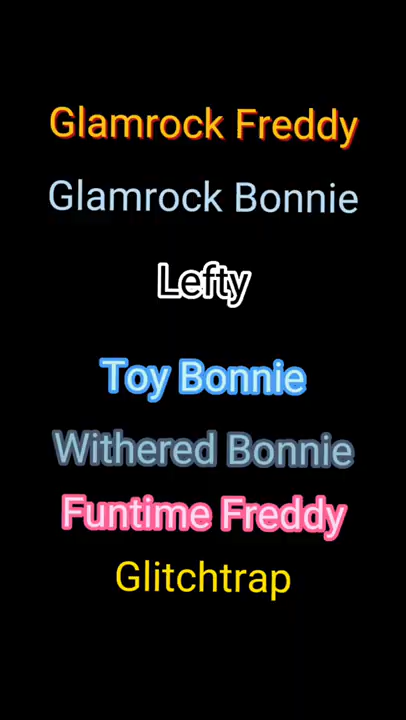 Glamrock Freddy
Glamrock Bonnie
Lefty
Toy Bonnie
Withered Bonnie
Funtime Freddy
Glitchtrap